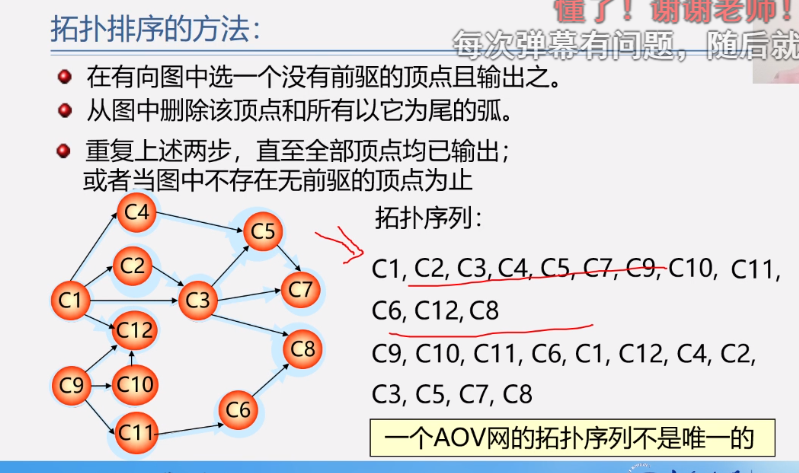 懂了！谢谢老师！
拓扑排序的方法：
每次弹幕有问题，随后就
在有向图中选一个没有前驱的顶点且输出之。
从图中删除该顶点和所有以它为尾的弧。
重复上述两步，直至全部顶点均已输出；
或者当图中不存在无前驱的顶点为止
拓扑序列：
C4
C5
C2
C1
C3
C7
C12
C8
C9
C10
C6
C11
C1, C2, C3, C4, C5, C7, C9, C10, C11,
C6, C12, C8
C9, C10, C11, C6, C1, C12, C4, C2,
C3, C5, C7, C8
一个AOV网的拓扑序列不是唯一的